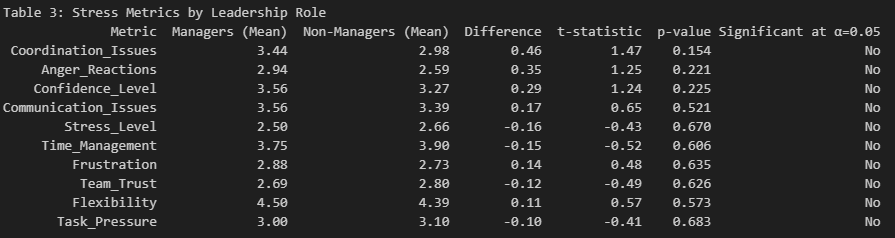 Table 3: Stress Metrics by Leadership Role
Metric Managers (Mean) Non-Managers (Mean) Difference t-statistic p-value Significant at α=0.05
Coordination_Issues 3.44 2.98 0.46 1.47 0.154 No
Anger_Reactions 2.94 2.59 0.35 1.25 0.221 No
Confidence_Level 3.56 3.27 0.29 1.24 0.225 No
Communication_Issues 3.56 3.39 0.17 0.65 0.521 No
Stress_Level 2.50 2.66 -0.16 -0.43 0.670 No
Time_Management 3.75 3.90 -0.15 -0.52 0.606 No
Frustration 2.88 2.73 0.14 0.48 0.635 No
Team_Trust 2.69 2.80 -0.12 -0.49 0.626 No
Flexibility 4.50 4.39 0.11 0.57 0.573 No
Task_Pressure 3.00 3.10 -0.10 -0.41 0.683 No